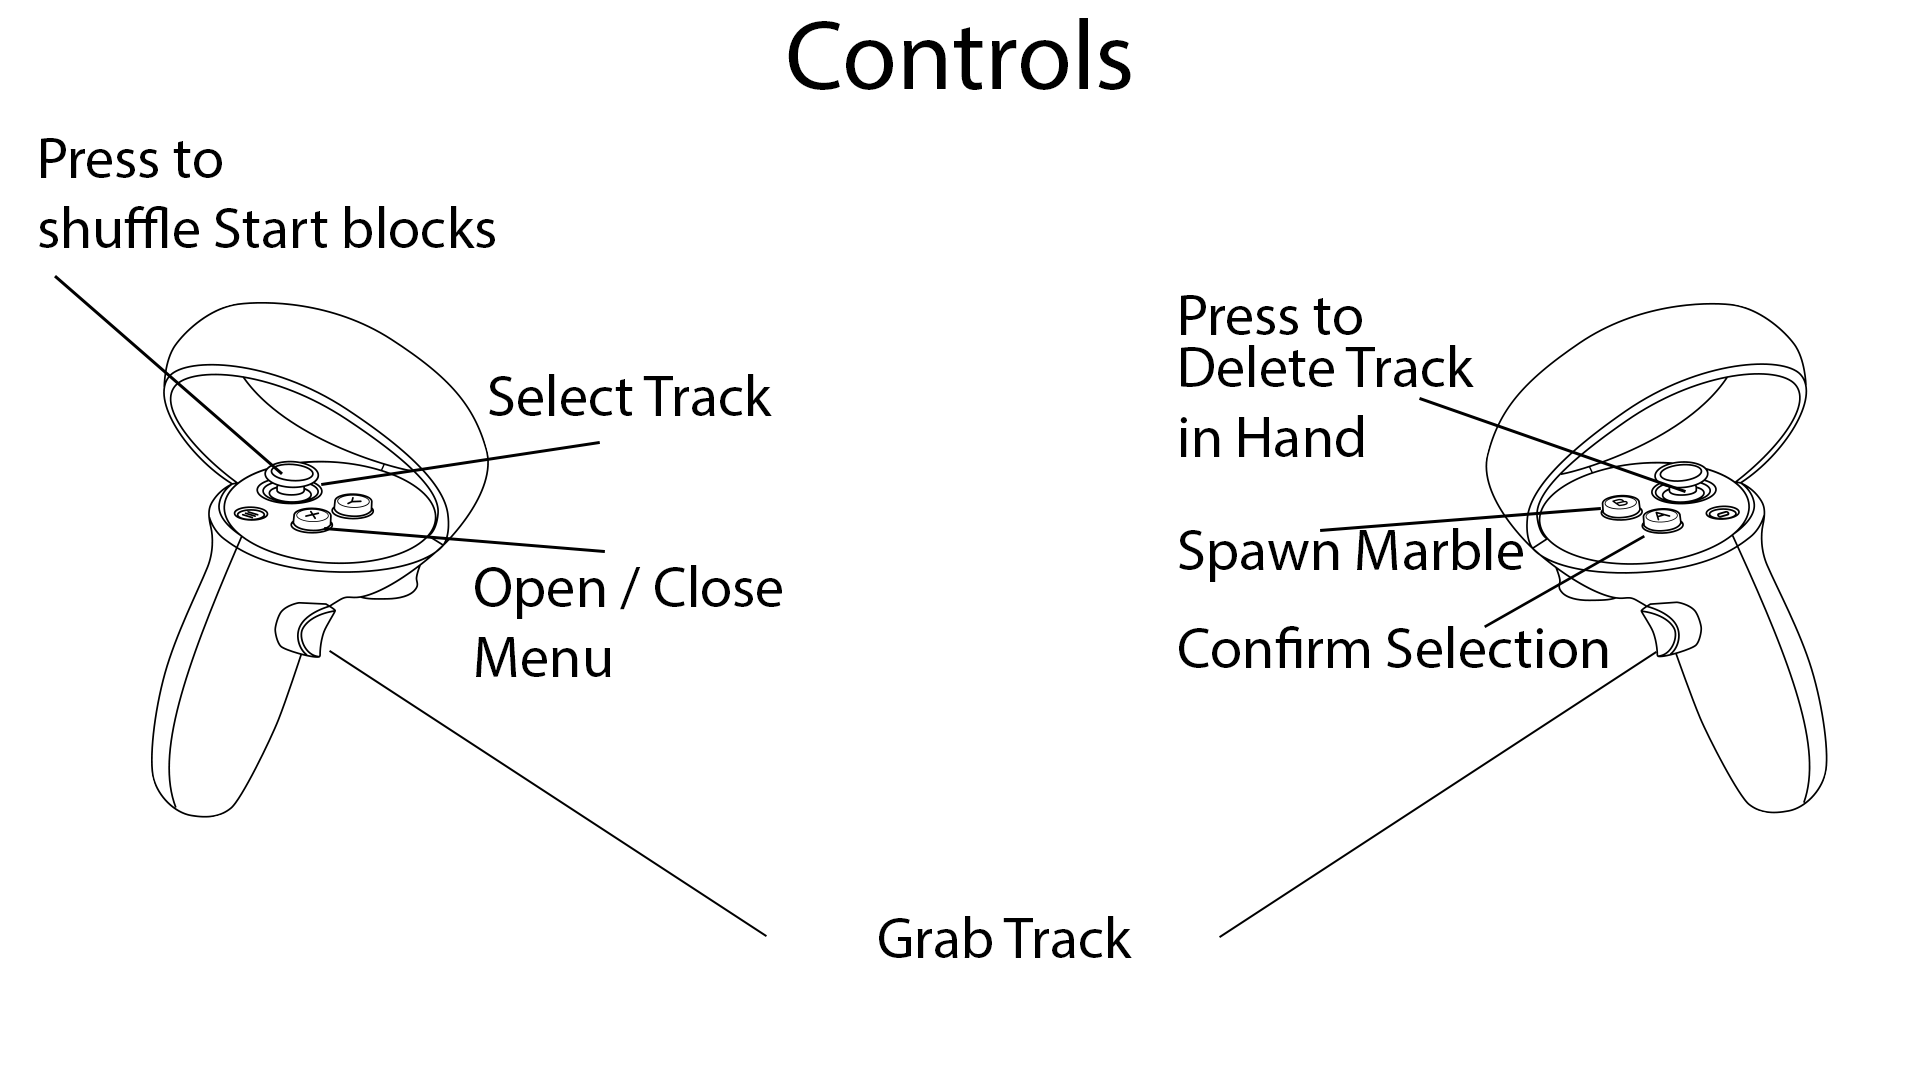 Controls
Press to
shuffle Start blocks
Select Track
Open / Close
Menu
Y
X
Press to
Delete Track
in Hand
Spawn Marble
Confirm Selection
B
A
Grab Track